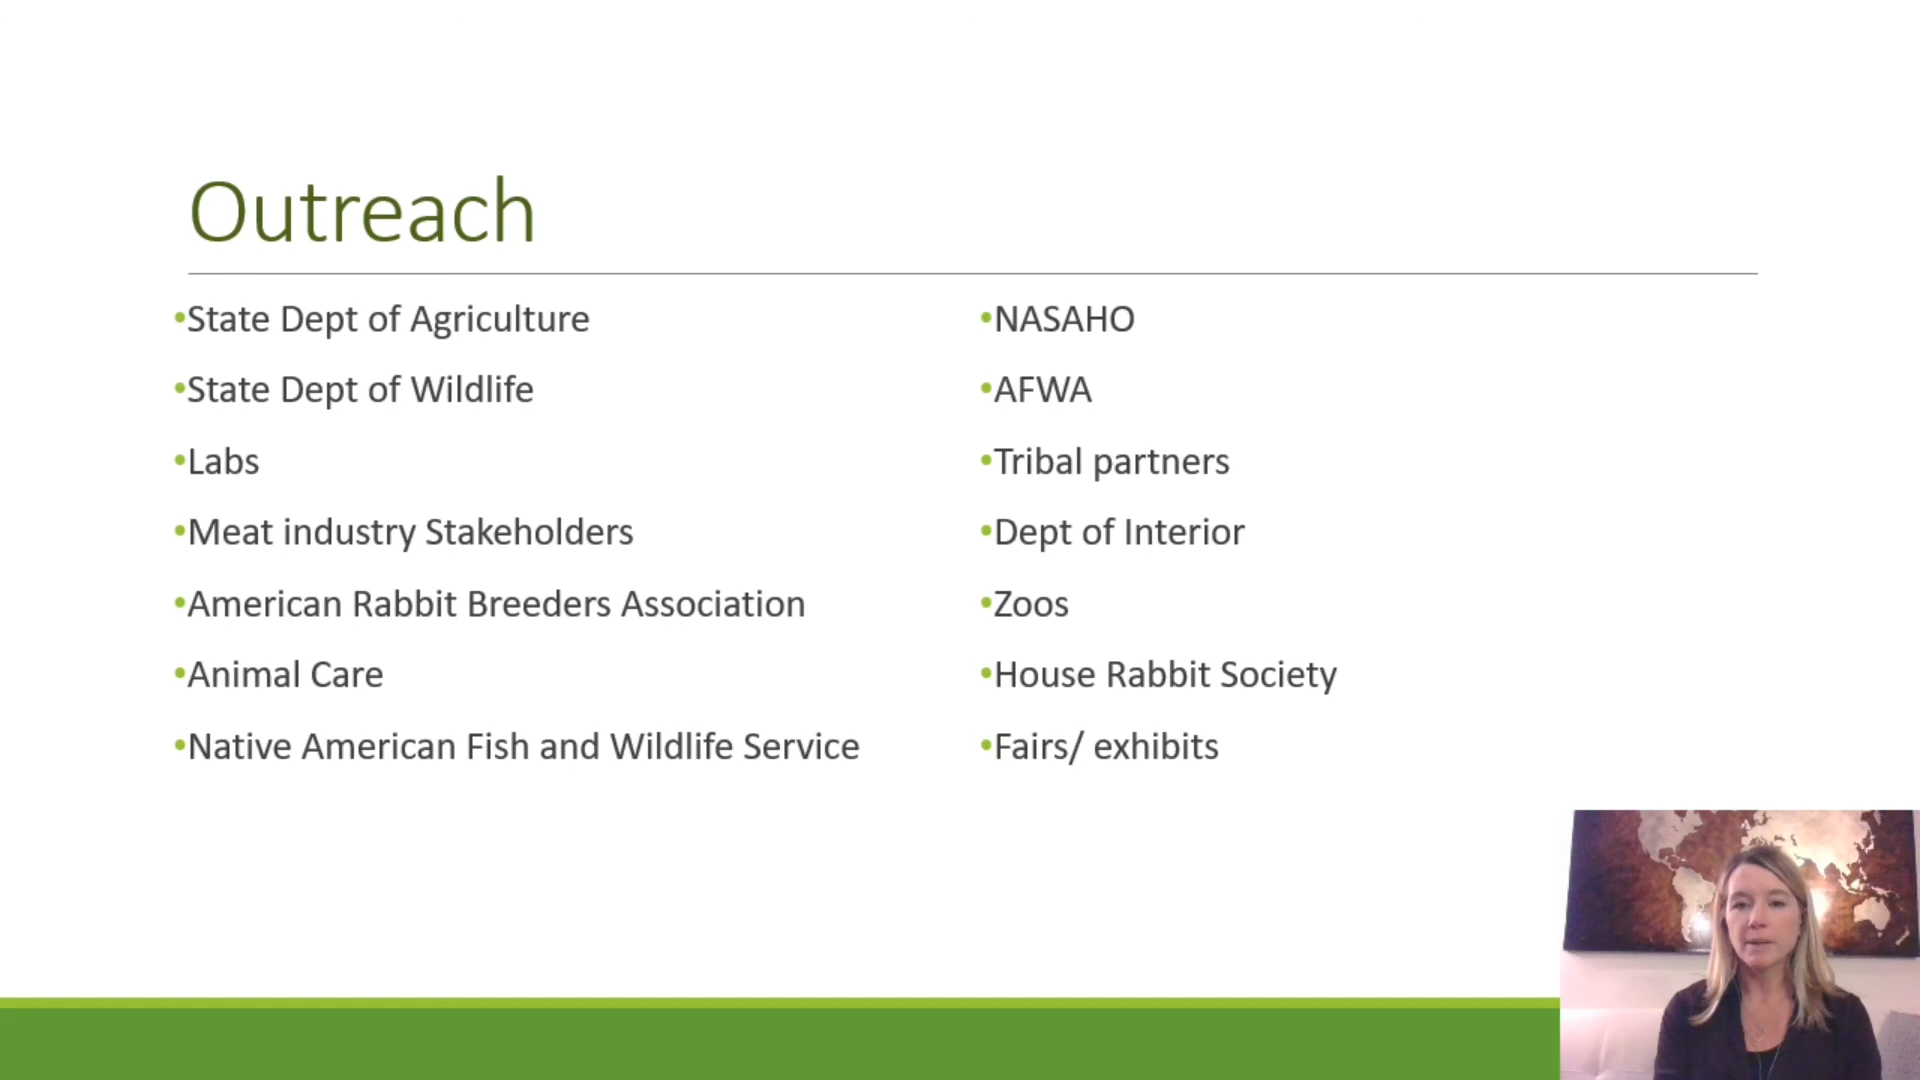 Outreach
•State Dept of Agriculture
•State Dept of Wildlife
•Labs
•Meat industry Stakeholders
•American Rabbit Breeders Association
•Animal Care
•Native American Fish and Wildlife Service
•NASAHO
•AFWA
•Tribal partners
•Dept of Interior
•Zoos
•House Rabbit Society
•Fairs/ exhibits